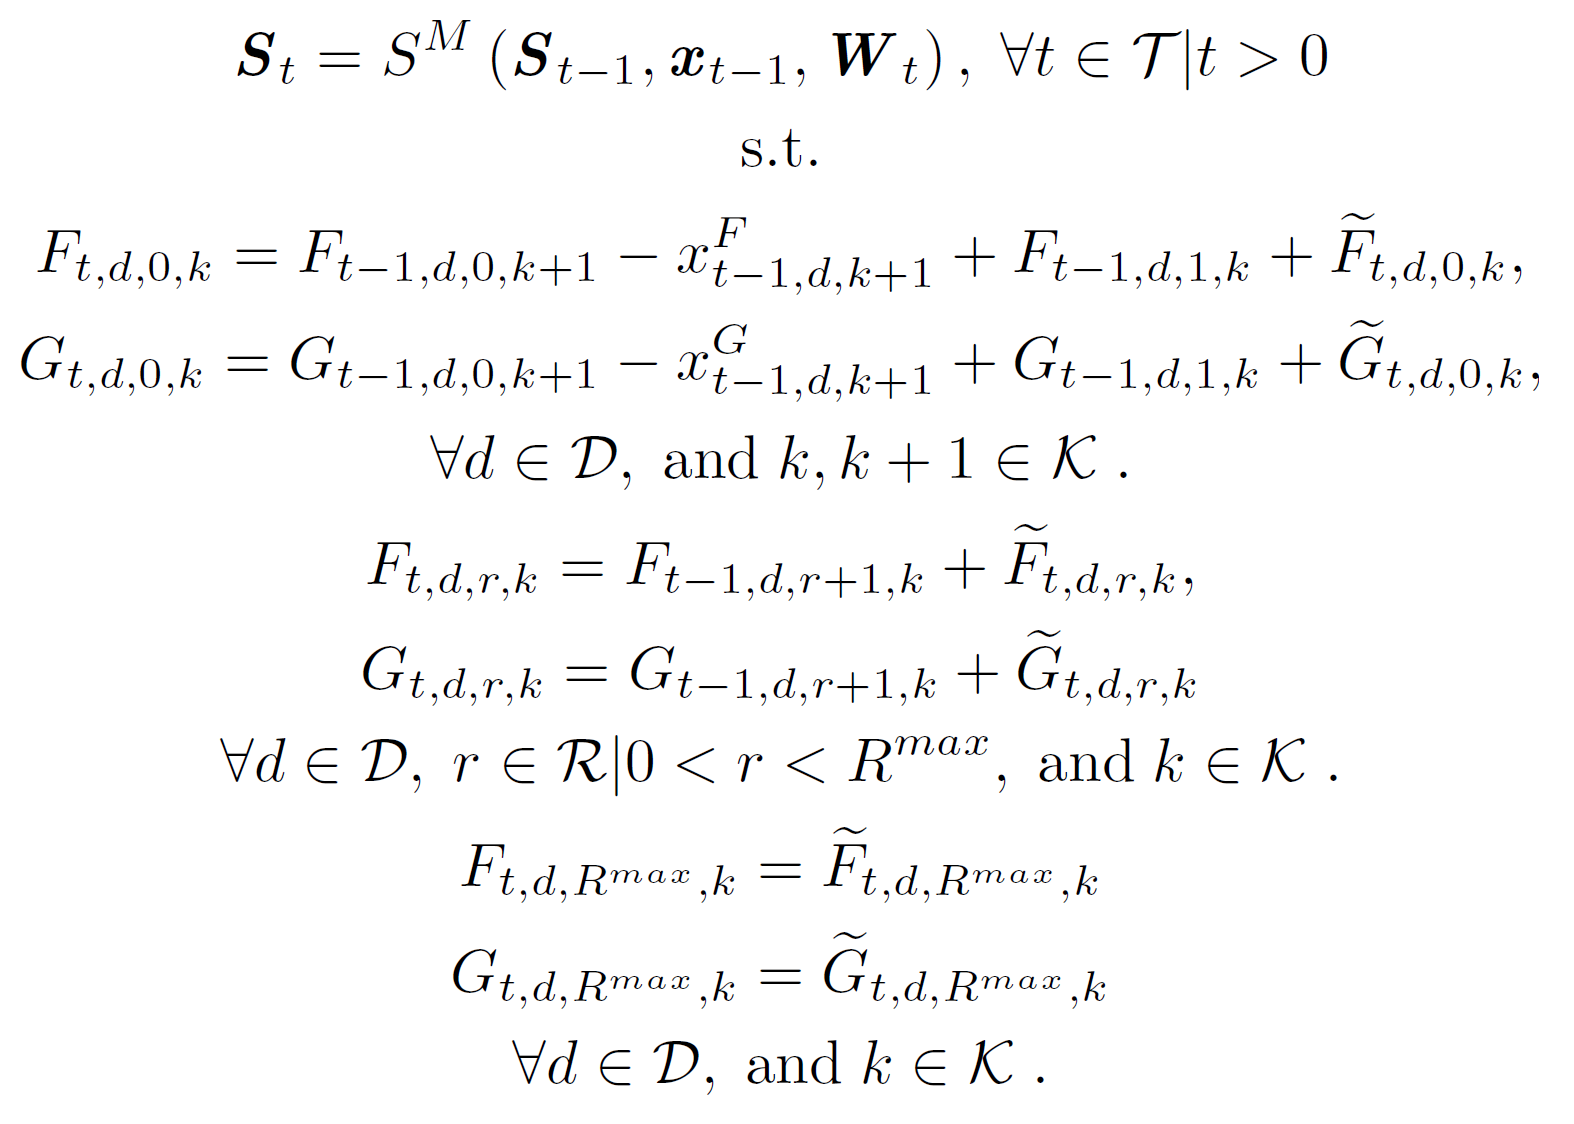 𝑺_t = S^M (𝑺_{t−1}, 𝒙_{t−1}, 𝑾_t), ∀t ∈ 𝒯|t > 0
s.t.
F_{t,d,0,k} = F_{t−1,d,0,k+1} − x^F_{t−1,d,k+1} + F_{t−1,d,1,k} + F̃_{t,d,0,k},
G_{t,d,0,k} = G_{t−1,d,0,k+1} − x^G_{t−1,d,k+1} + G_{t−1,d,1,k} + G̃_{t,d,0,k},
∀d ∈ 𝒟, and k, k + 1 ∈ 𝒦 .
F_{t,d,r,k} = F_{t−1,d,r+1,k} + F̃_{t,d,r,k},
G_{t,d,r,k} = G_{t−1,d,r+1,k} + G̃_{t,d,r,k}
∀d ∈ 𝒟, r ∈ ℛ|0 < r < R^{max}, and k ∈ 𝒦 .
F_{t,d,R^{max},k} = F̃_{t,d,R^{max},k}
G_{t,d,R^{max},k} = G̃_{t,d,R^{max},k}
∀d ∈ 𝒟, and k ∈ 𝒦 .